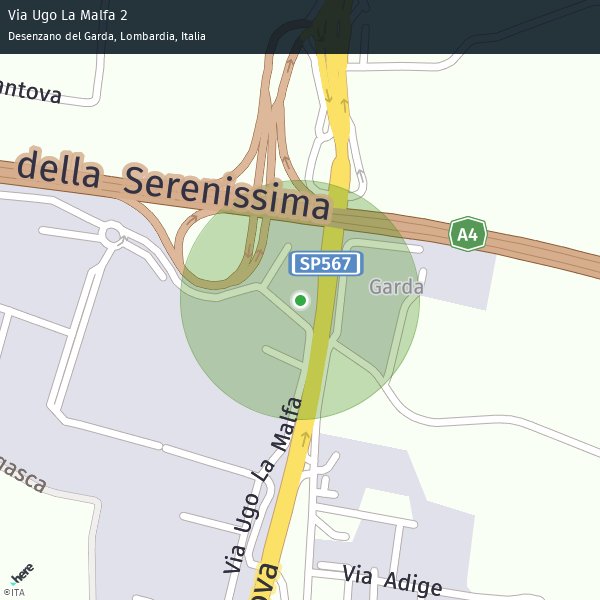 Via Ugo La Malfa 2
Desenzano del Garda, Lombardia, Italia
antova
della Serenissima
A4
SP567
Garda
Via Ugo La Malfa
gasca
ova
Via Adige
here
©ITA